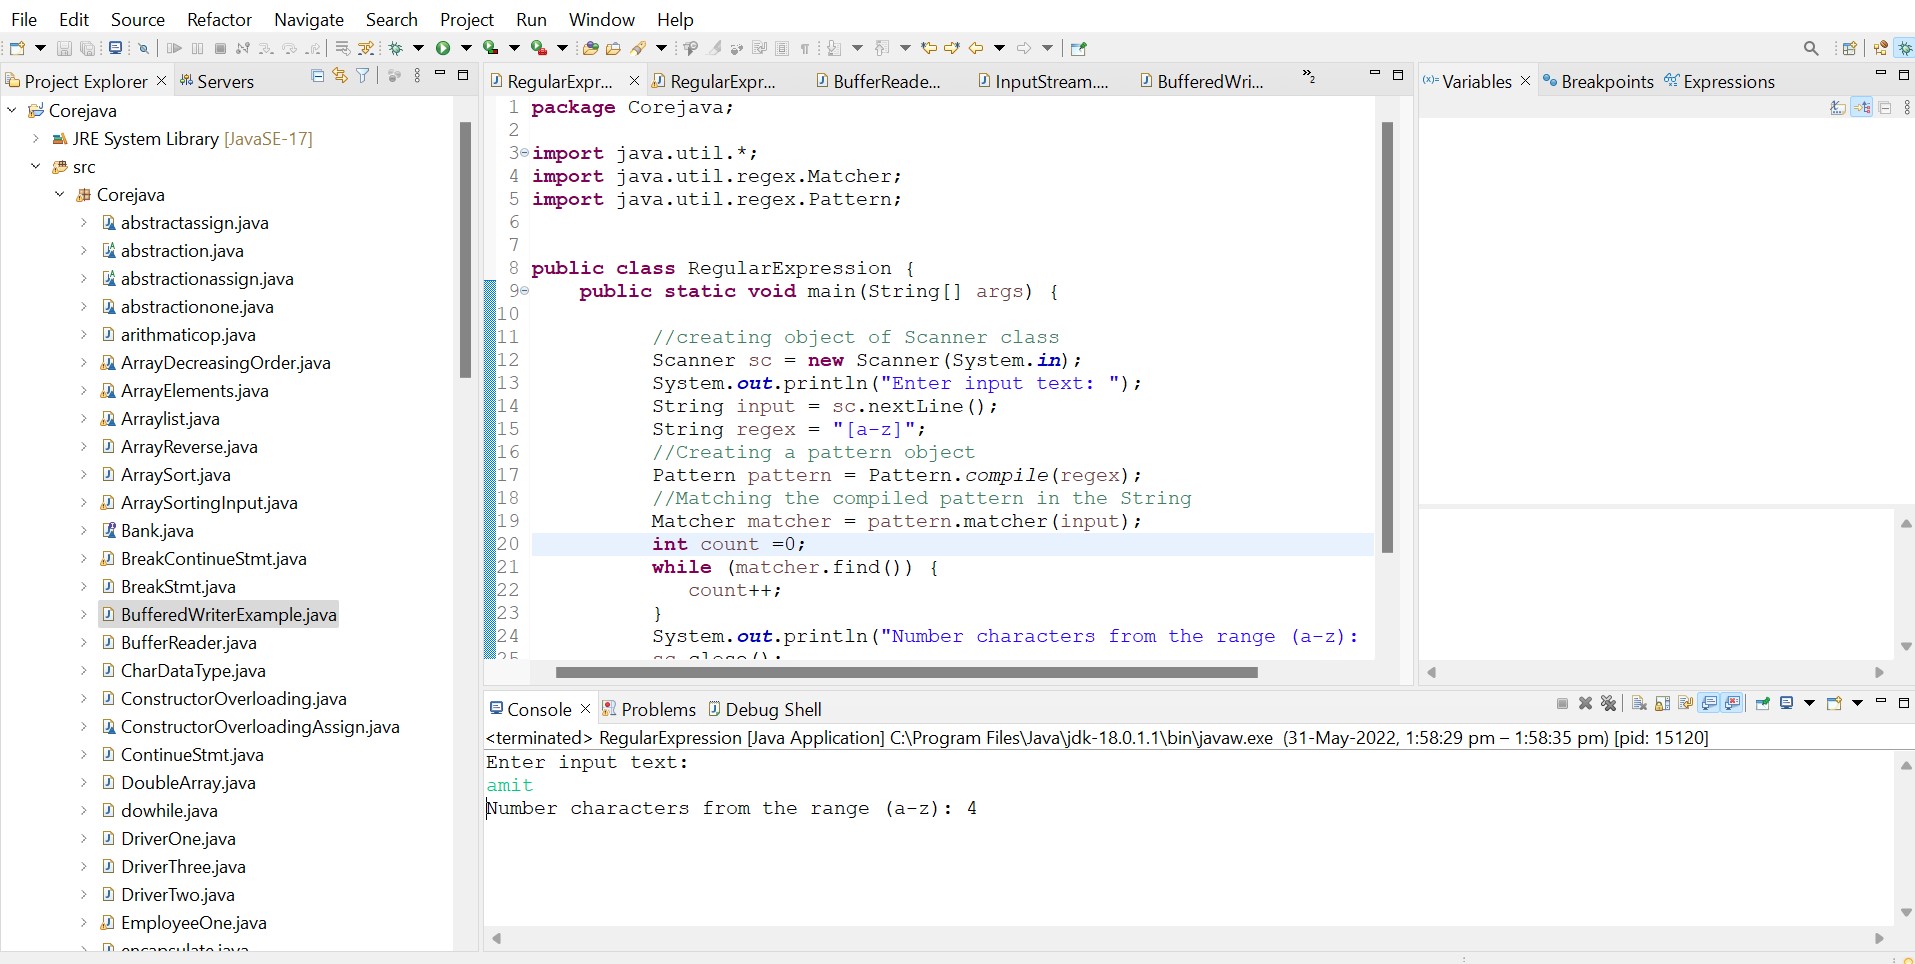 File Edit Source Refactor Navigate Search Project Run Window Help
Project Explorer
Servers
Corejava
JRE System Library [JavaSE-17]
src
Corejava
abstractassign.java
abstraction.java
abstractionassign.java
abstractionone.java
arithmaticop.java
ArrayDecreasingOrder.java
ArrayElements.java
Arraylist.java
ArrayReverse.java
ArraySort.java
ArraySortingInput.java
Bank.java
BreakContinueStmt.java
BreakStmt.java
BufferedWriterExample.java
BufferReader.java
CharDataType.java
ConstructorOverloading.java
ConstructorOverloadingAssign.java
ContinueStmt.java
DoubleArray.java
dowhile.java
DriverOne.java
DriverThree.java
DriverTwo.java
EmployeeOne.java
encapsulate.java
RegularExpr... RegularExpr... BufferReade... InputStream.... BufferedWri... »2
1 package Corejava;
2
3 import java.util.*;
4 import java.util.regex.Matcher;
5 import java.util.regex.Pattern;
6
7
8 public class RegularExpression {
9 public static void main(String[] args) {
10
11 //creating object of Scanner class
12 Scanner sc = new Scanner(System.in);
13 System.out.println("Enter input text: ");
14 String input = sc.nextLine();
15 String regex = "[a-z]";
16 //Creating a pattern object
17 Pattern pattern = Pattern.compile(regex);
18 //Matching the compiled pattern in the String
19 Matcher matcher = pattern.matcher(input);
20 int count =0;
21 while (matcher.find()) {
22 count++;
23 }
24 System.out.println("Number characters from the range (a-z):
25 sc.close();
(x)= Variables Breakpoints Expressions
Console Problems Debug Shell
<terminated> RegularExpression [Java Application] C:\Program Files\Java\jdk-18.0.1.1\bin\javaw.exe (31-May-2022, 1:58:29 pm – 1:58:35 pm) [pid: 15120]
Enter input text:
amit
Number characters from the range (a-z): 4